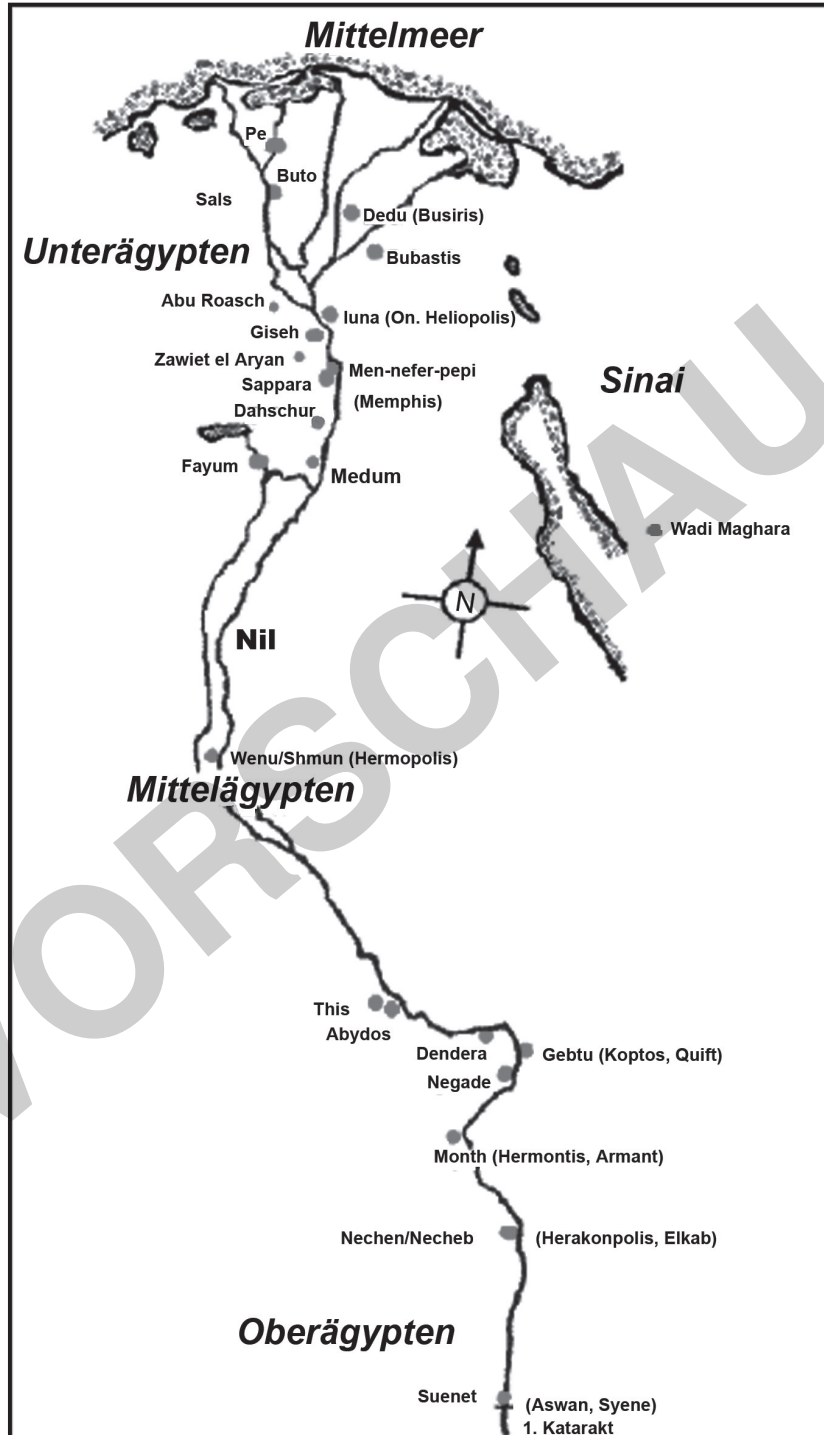 Mittelmeer
Pe
Buto
Sals
Dedu (Busiris)
Unterägypten
Bubastis
Abu Roasch
Iuna (On. Heliopolis)
Giseh
Zawiet el Aryan
Men-nefer-pepi
Sappara
(Memphis)
Sinai
Dahschur
Fayum
Medum
Wadi Maghara
N
Nil
Wenu/Shmun (Hermopolis)
Mittelägypten
This
Abydos
Dendera
Gebtu (Koptos, Quift)
Negade
Month (Hermontis, Armant)
Nechen/Necheb
(Herakonpolis, Elkab)
Oberägypten
Suenet
(Aswan, Syene)
1. Katarakt
VORSCHAU